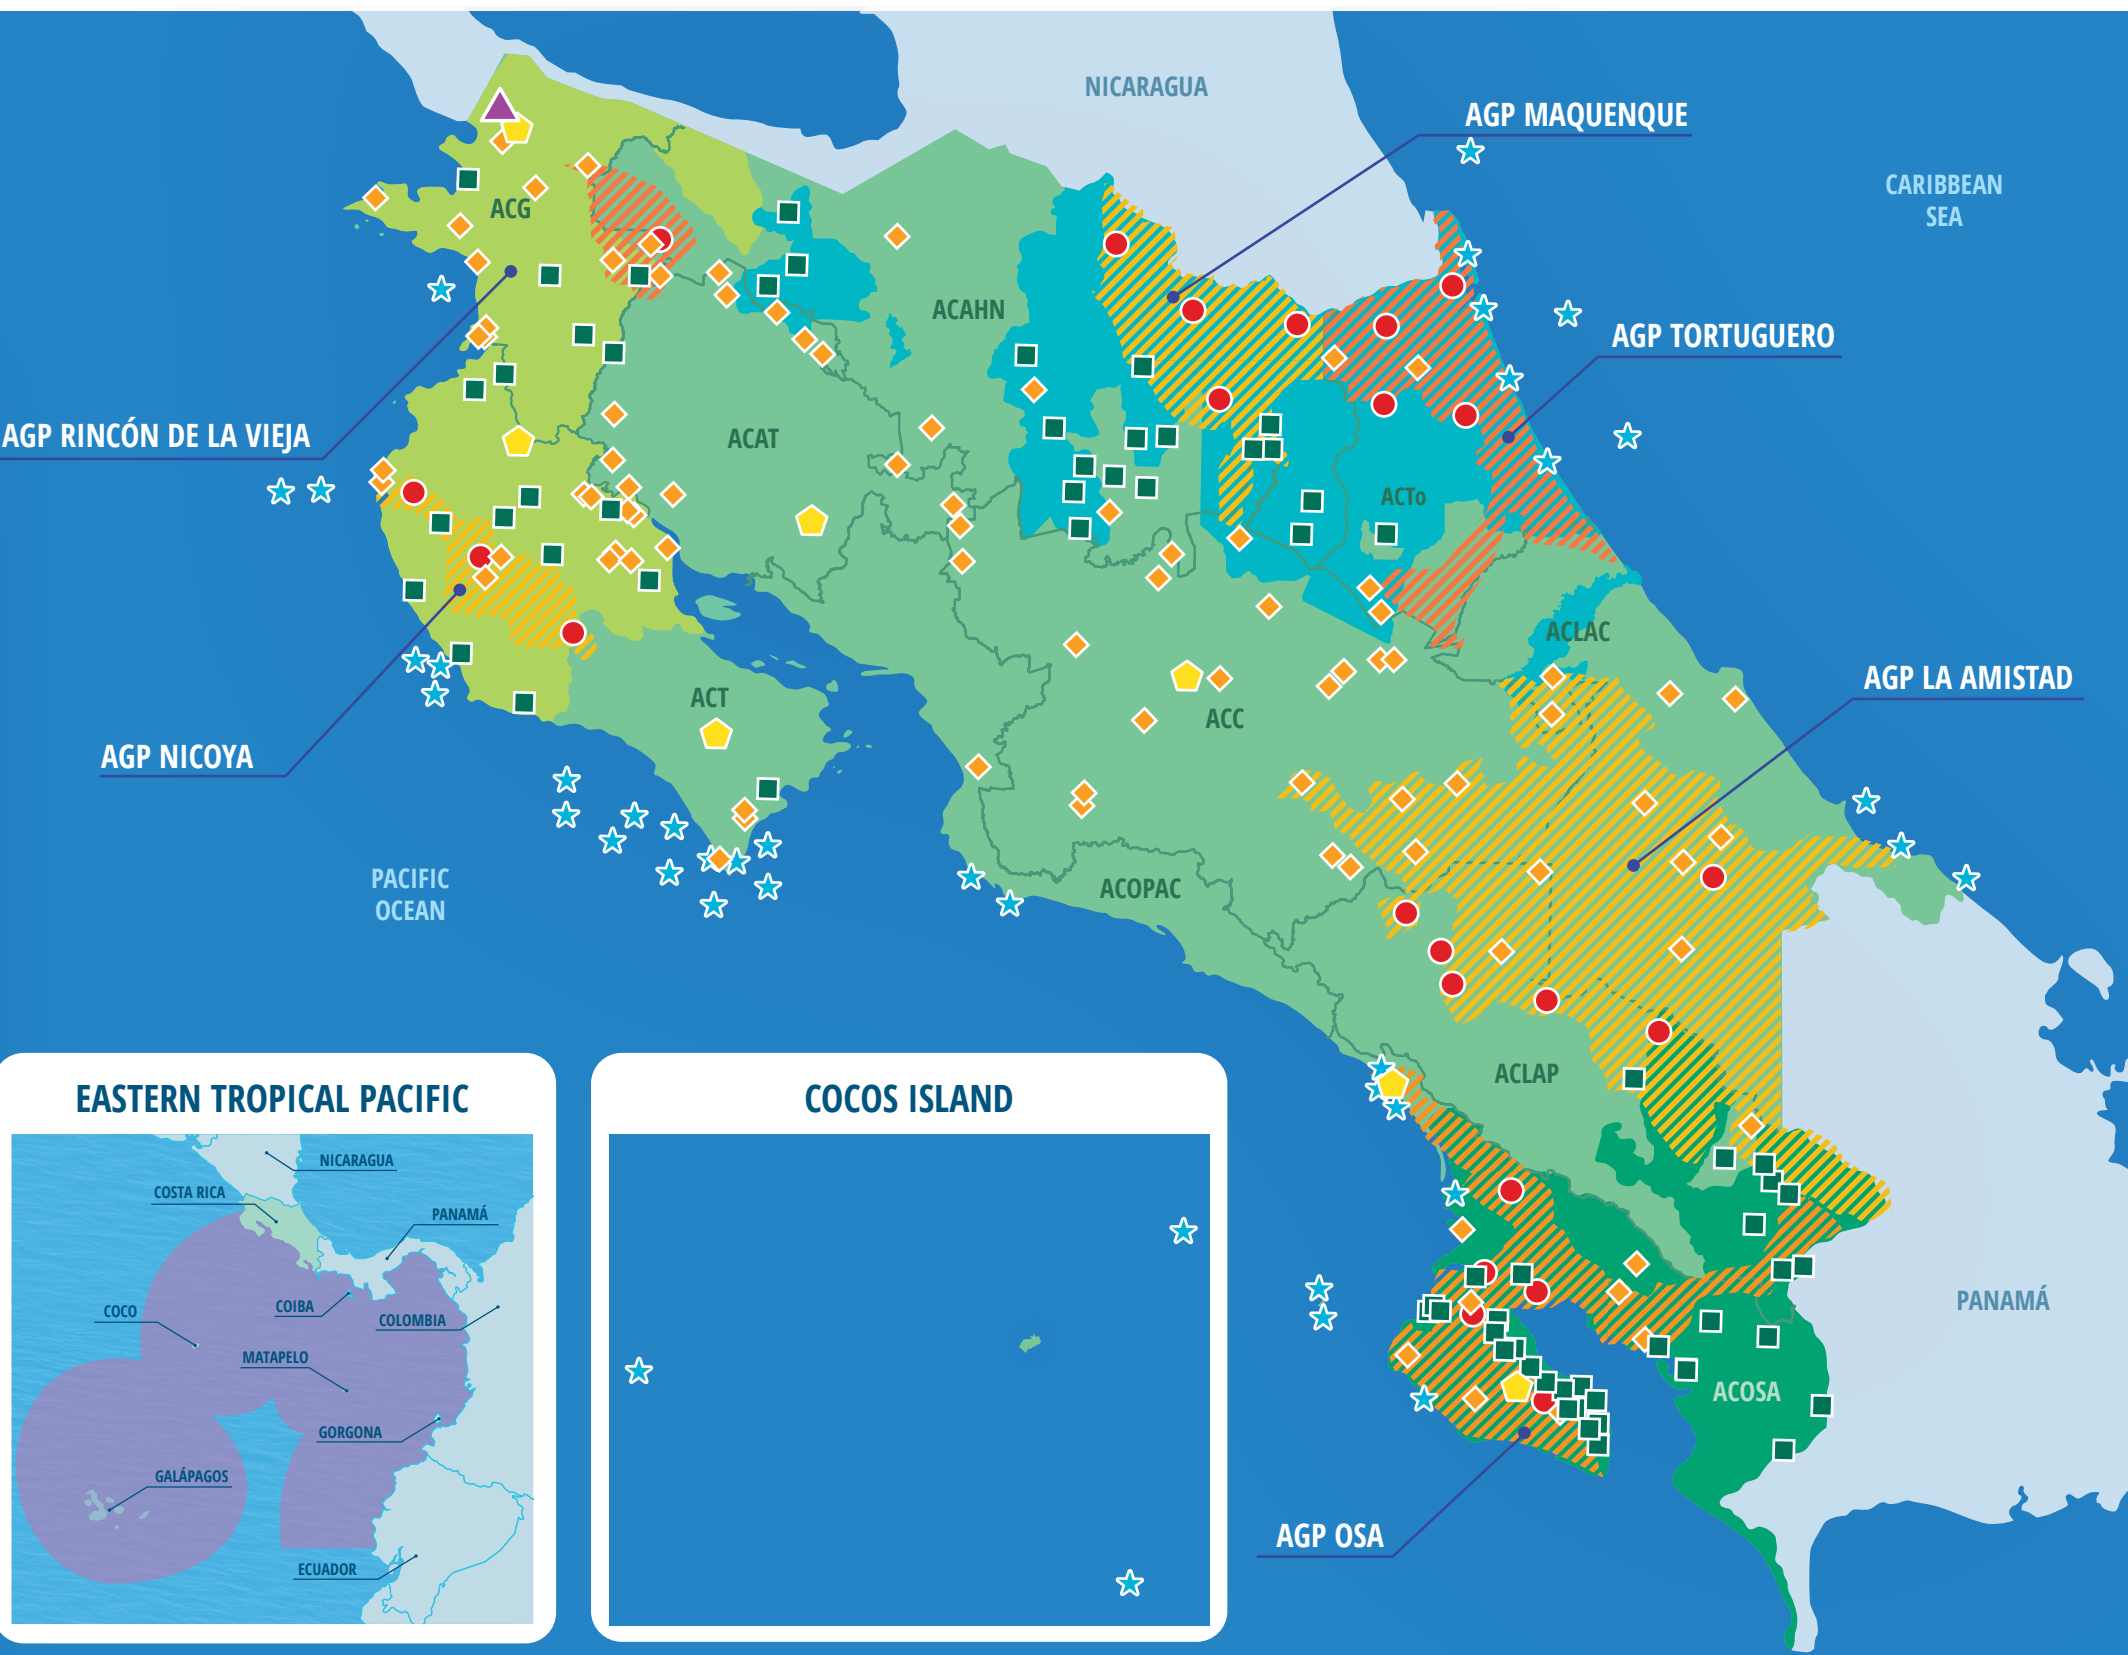 NICARAGUA
AGP MAQUENQUE
CARIBBEAN
SEA
ACG
ACAHN
AGP TORTUGUERO
AGP RINCÓN DE LA VIEJA
ACAT
ACTo
ACLAC
AGP LA AMISTAD
ACT
ACC
AGP NICOYA
PACIFIC
OCEAN
ACOPAC
ACLAP
PANAMÁ
ACOSA
AGP OSA
EASTERN TROPICAL PACIFIC
NICARAGUA
COSTA RICA
PANAMÁ
COCO
COIBA
COLOMBIA
MATAPELO
GORGONA
GALÁPAGOS
ECUADOR
COCOS ISLAND